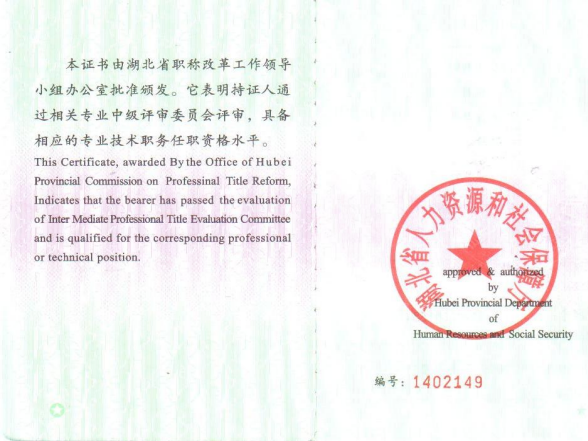 本证书由湖北省职称改革工作领导
小组办公室批准颁发。它表明持证人通
过相关专业中级评审委员会评审，具备
相应的专业技术职务任职资格水平。
This Certificate, awarded By the Office of Hubei
Provincial Commission on Professinal Title Reform,
Indicates that the bearer has passed the evaluation
of Inter Mediate Professional Title Evaluation Committee
and is qualified for the corresponding professional
or technical position.
湖北省人力资源和社会保障厅
approved & authorized
by
Hubei Provincial Department
of
Human Resources and Social Security
编号：1402149